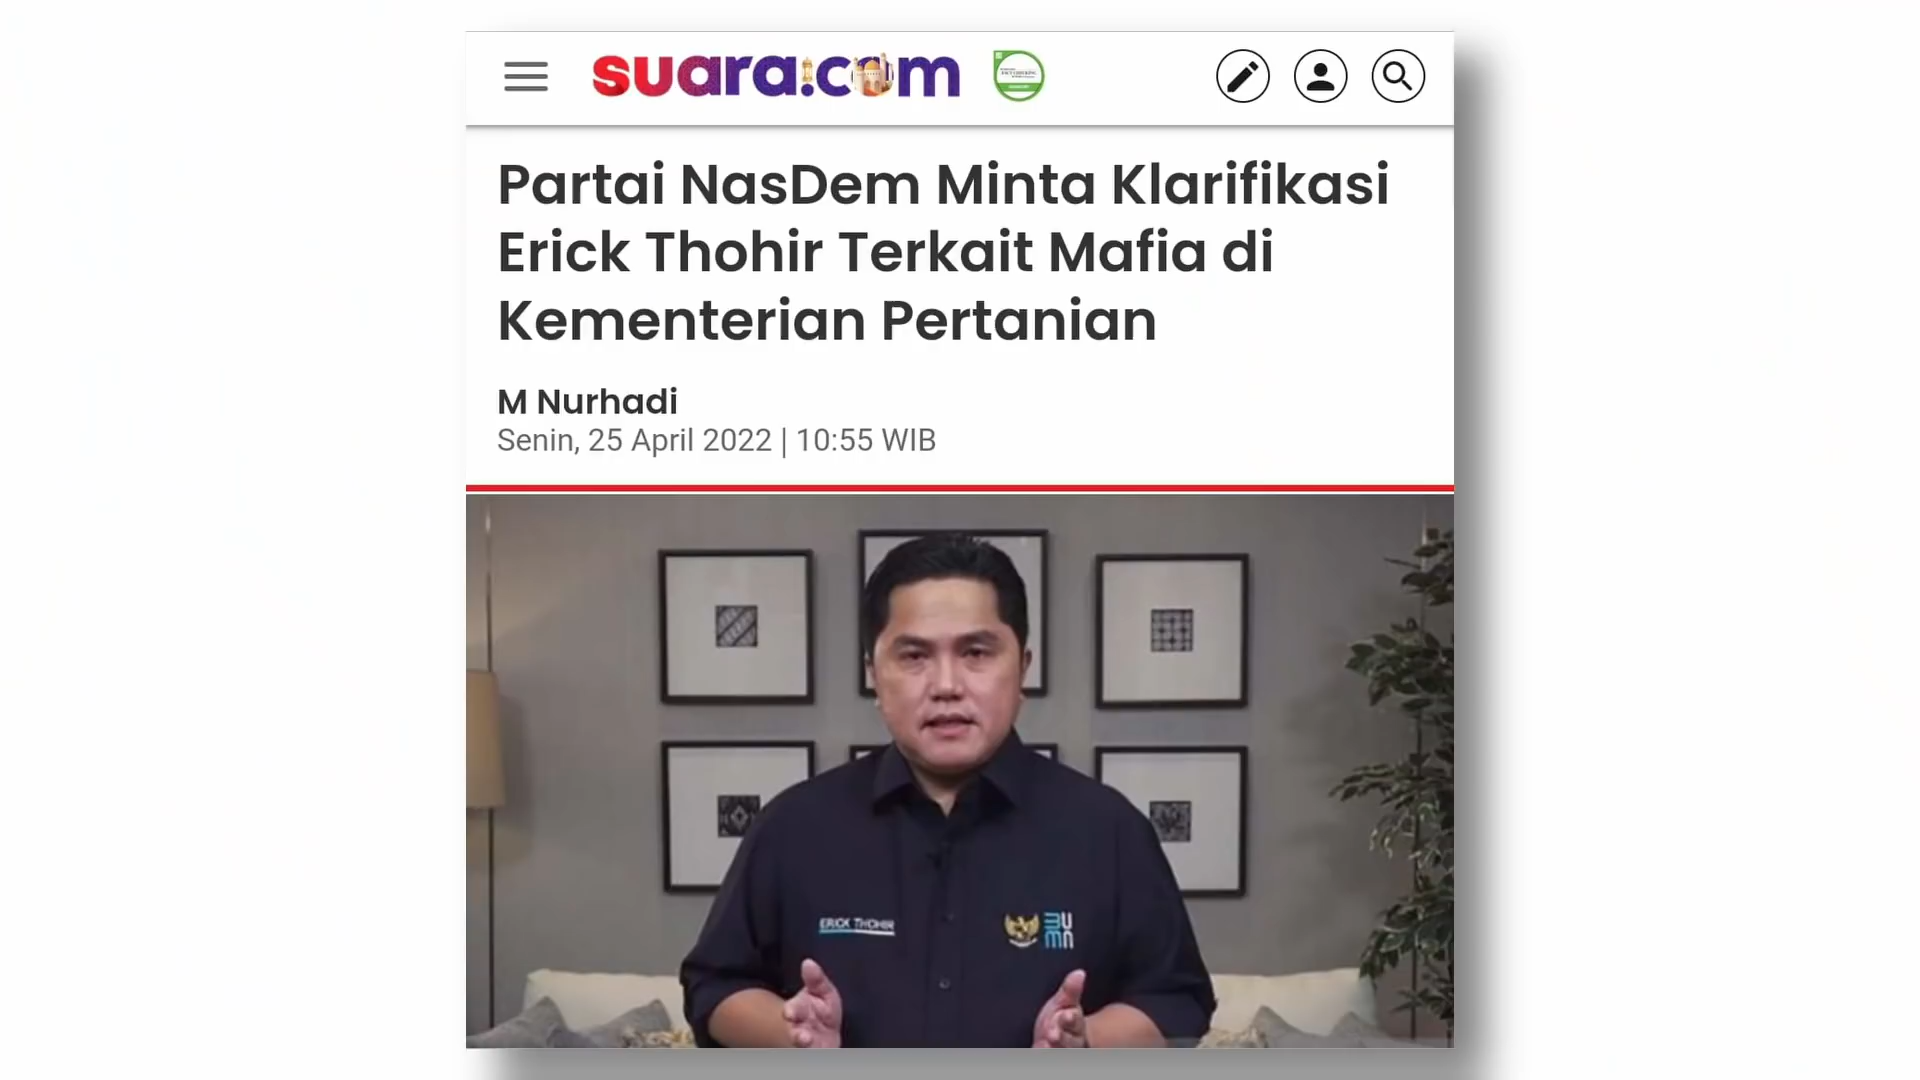 suara.com
Partai NasDem Minta Klarifikasi
Erick Thohir Terkait Mafia di
Kementerian Pertanian
M Nurhadi
Senin, 25 April 2022 | 10:55 WIB
ERICK THOHIR
BUMN